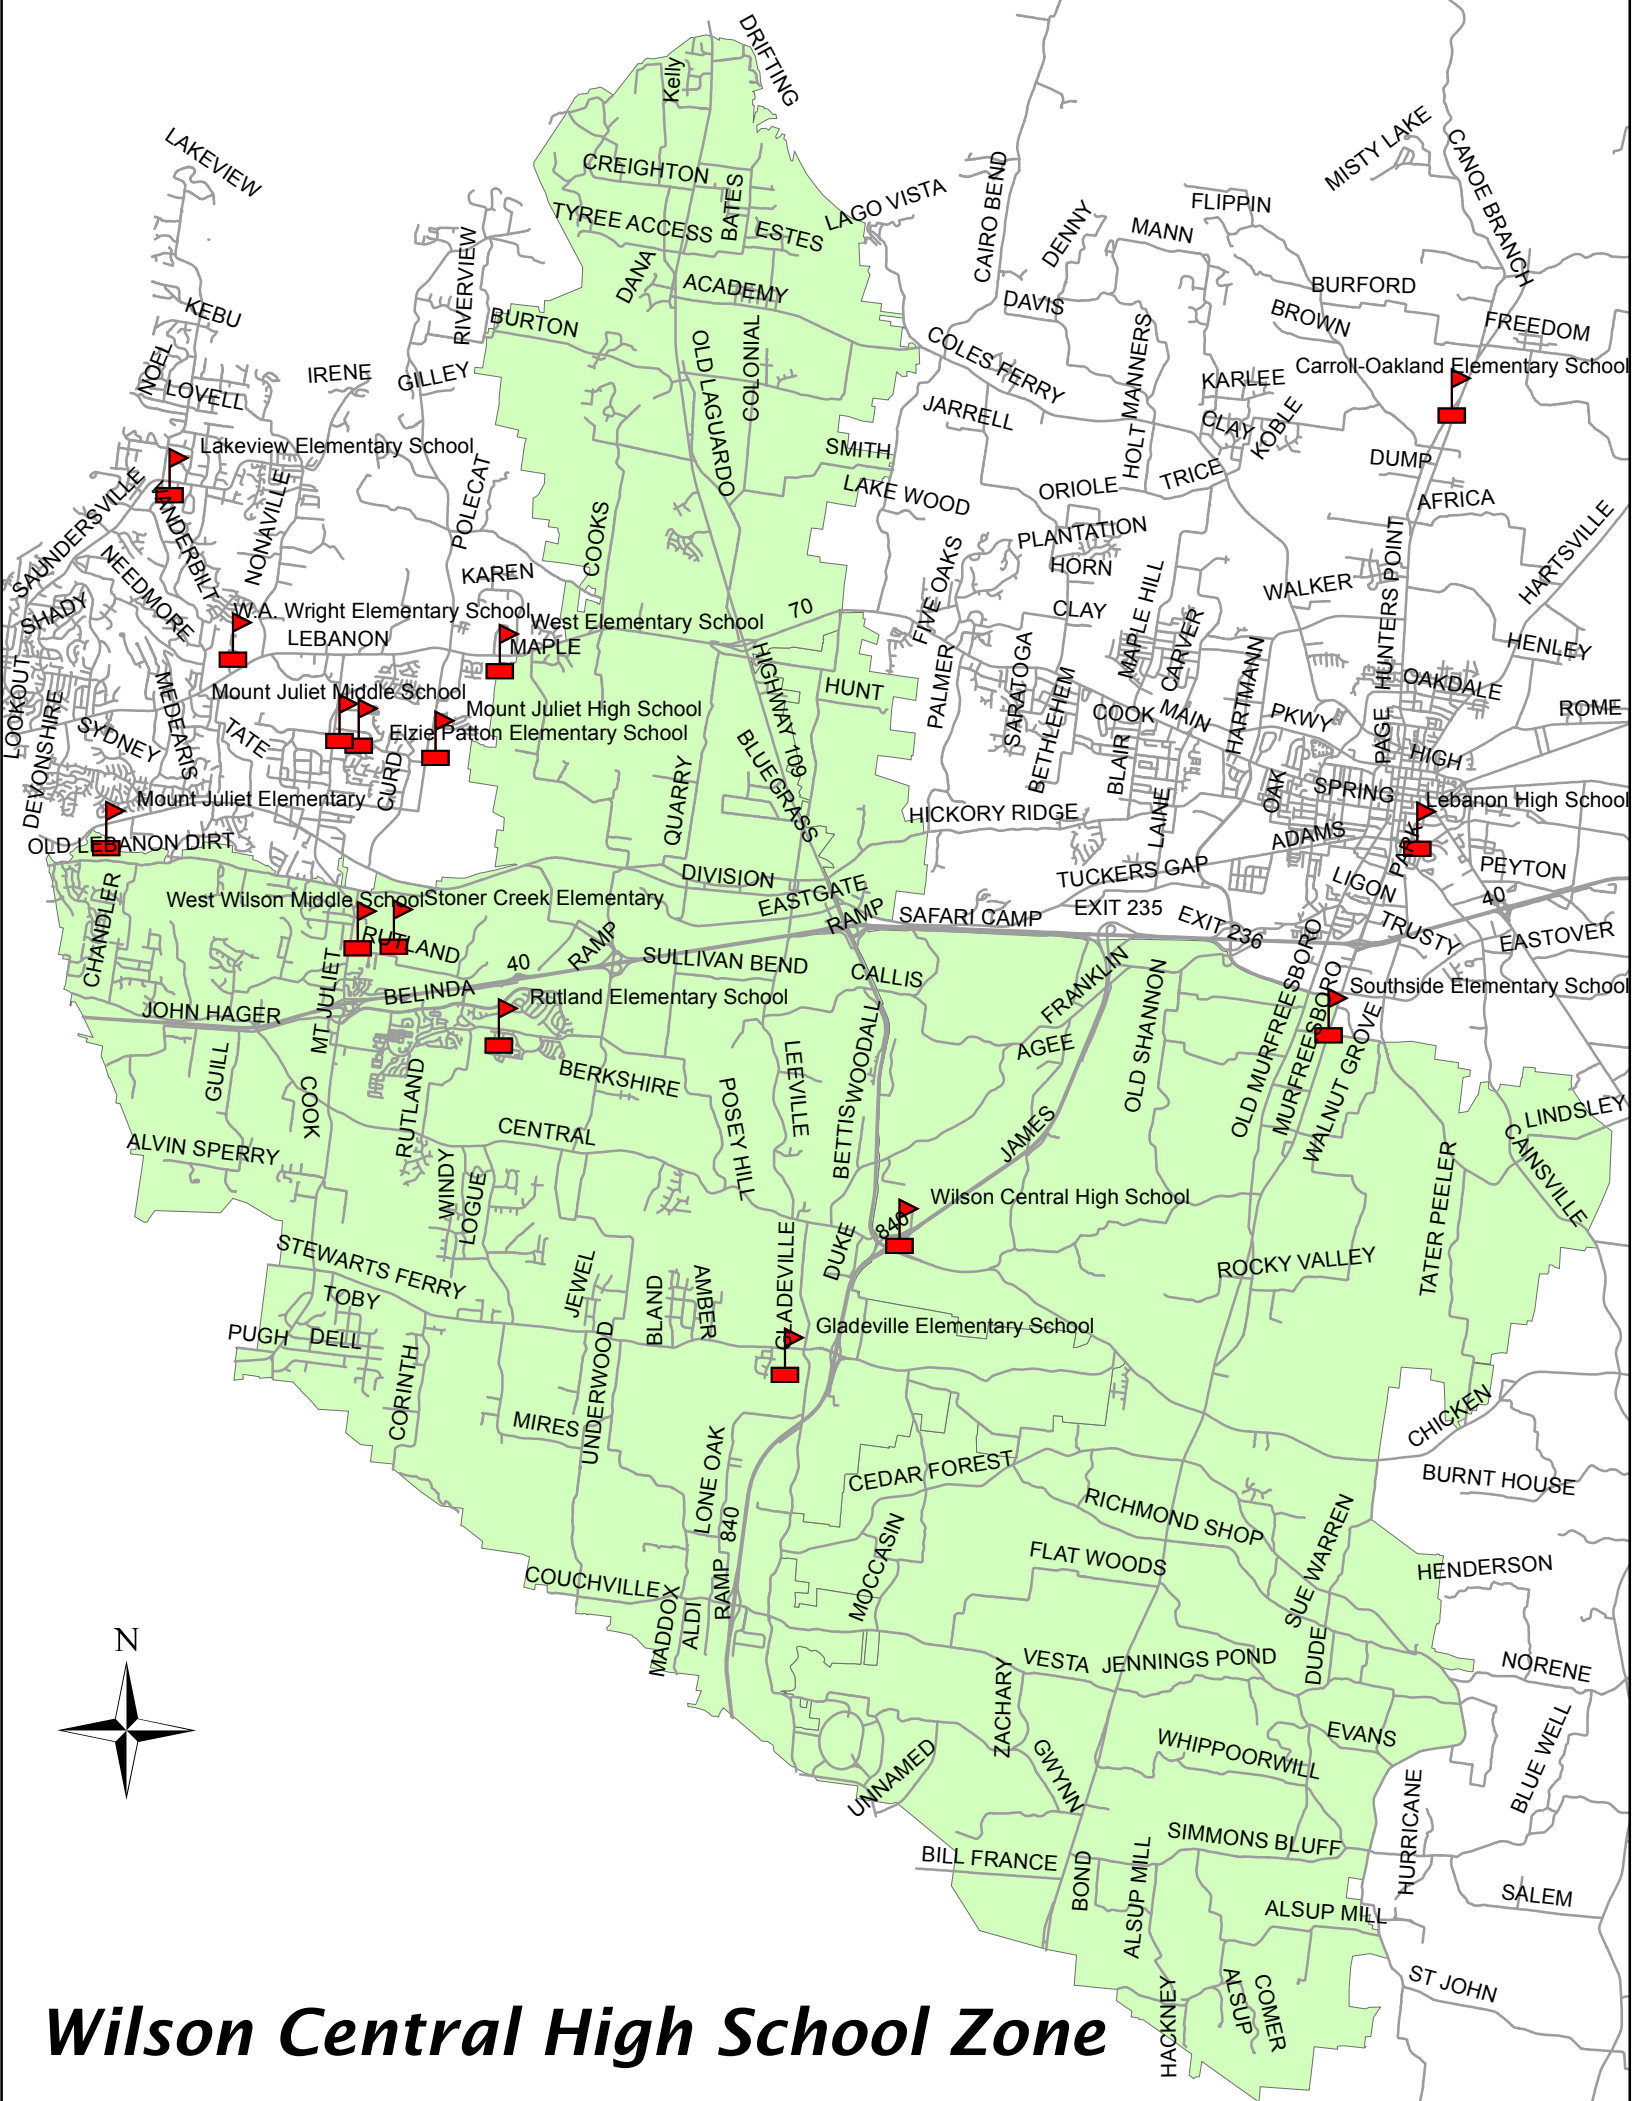 DRIFTING
Kelly
LAKEVIEW
MISTY LAKE
CANOE BRANCH
CREIGHTON
BATES
CAIRO BEND
LAGO VISTA
FLIPPIN
TYREE ACCESS
ESTES
DENNY
MANN
RIVERVIEW
DANA
ACADEMY
BURFORD
KEBU
BURTON
DAVIS
BROWN
FREEDOM
NOEL
IRENE
GILLEY
OLD LAGUARDO
COLONIAL
COLES FERRY
HOLT MANNERS
KARLEE
Carroll-Oakland Elementary School
LOVELL
JARRELL
CLAY
KOBLE
Lakeview Elementary School
SMITH
DUMP
SAUNDERSVILLE
VANDERBILT
NONAVILLE
POLECAT
COOKS
LAKE WOOD
ORIOLE
TRICE
AFRICA
NEEDMORE
PLANTATION
HUNTERS POINT
HARTSVILLE
KAREN
FIVE OAKS
HORN
MAPLE HILL
WALKER
SHADY
W.A. Wright Elementary School
West Elementary School
70
CLAY
CARVER
LEBANON
MAPLE
HIGHWAY 109
PALMER
SARATOGA
HARTMANN
HENLEY
LOOKOUT
DEVONSHIRE
MEDEARIS
Mount Juliet Middle School
HUNT
BETHLEHEM
OAKDALE
SYDNEY
TATE
Mount Juliet High School
COOK
MAIN
PKWY
PAGE
ROME
Elzie Patton Elementary School
CURD
BLUEGRASS
QUARRY
BLAIR
HIGH
Mount Juliet Elementary
HICKORY RIDGE
LAINE
OAK
SPRING
Lebanon High School
OLD LEBANON DIRT
ADAMS
PARK
CHANDLER
DIVISION
EASTGATE
TUCKERS GAP
LIGON
PEYTON
West Wilson Middle School
Stoner Creek Elementary
RAMP
SAFARI CAMP
EXIT 235
EXIT 236
40
TRUSTY
RUTLAND
RAMP
EASTOVER
40
SULLIVAN BEND
CALLIS
FRANKLIN
MT JULIET
BELINDA
Rutland Elementary School
OLD SHANNON
OLD MURFREESBORO
MURFREESBORO
Southside Elementary School
JOHN HAGER
AGEE
WALNUT GROVE
GUILL
COOK
RUTLAND
BERKSHIRE
POSEY HILL
LEEVILLE
WOODALL
BETTIS
JAMES
LINDSLEY
ALVIN SPERRY
CENTRAL
CAINSVILLE
WINDY
LOGUE
Wilson Central High School
TATER PEELER
840
STEWARTS FERRY
JEWEL
BLAND
AMBER
GLADEVILLE
DUKE
ROCKY VALLEY
TOBY
PUGH
DELL
Gladeville Elementary School
CORINTH
UNDERWOOD
MIRES
CHICKEN
LONE OAK
CEDAR FOREST
BURNT HOUSE
840
RICHMOND SHOP
MOCCASIN
FLAT WOODS
SUE WARREN
HENDERSON
COUCHVILLE
RAMP
MADDOX
ALDI
N
DUDE
VESTA
JENNINGS POND
NORENE
ZACHARY
EVANS
UNNAMED
GWYNN
WHIPPOORWILL
BLUE WELL
HURRICANE
SIMMONS BLUFF
BILL FRANCE
BOND
ALSUP MILL
SALEM
ALSUP MILL
ST JOHN
HACKNEY
ALSUP
COMER
Wilson Central High School Zone